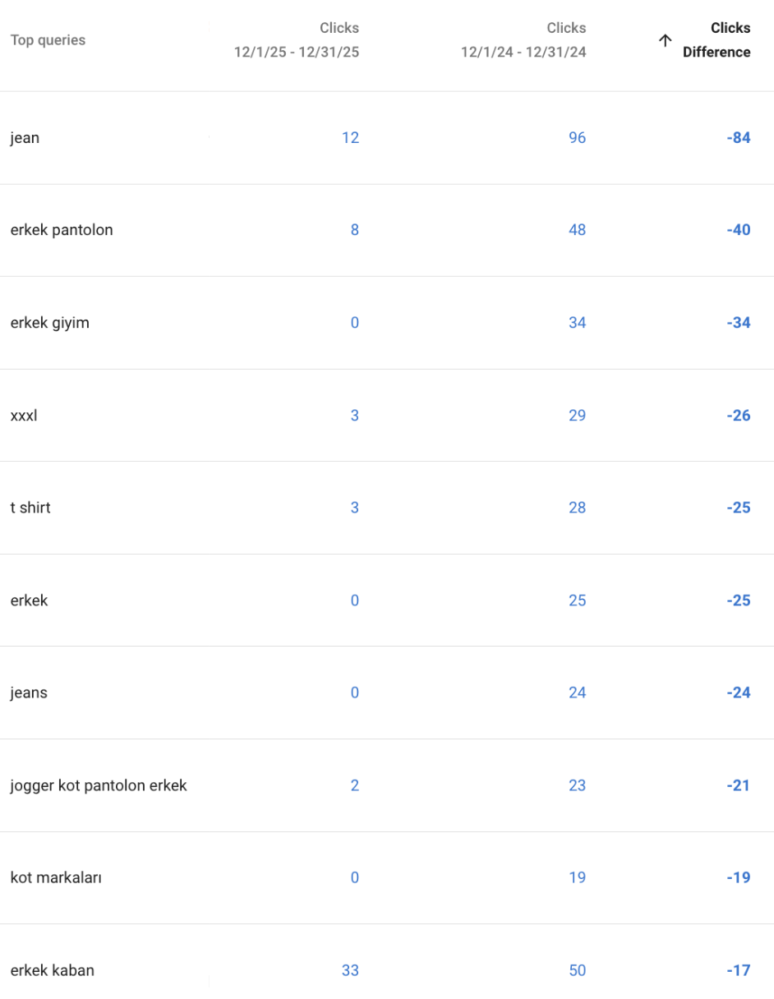 Top queries
Clicks
12/1/25 - 12/31/25
Clicks
12/1/24 - 12/31/24
Clicks
Difference
jean 12 96 -84
erkek pantolon 8 48 -40
erkek giyim 0 34 -34
xxxl 3 29 -26
t shirt 3 28 -25
erkek 0 25 -25
jeans 0 24 -24
jogger kot pantolon erkek 2 23 -21
kot markaları 0 19 -19
erkek kaban 33 50 -17